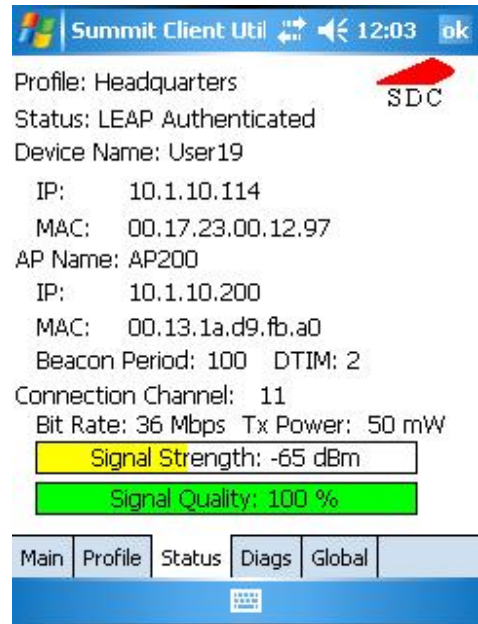 Summit Client Util 12:03 ok
Profile: Headquarters
SDC
Status: LEAP Authenticated
Device Name: User19
IP: 10.1.10.114
MAC: 00.17.23.00.12.97
AP Name: AP200
IP: 10.1.10.200
MAC: 00.13.1a.d9.fb.a0
Beacon Period: 100 DTIM: 2
Connection Channel: 11
Bit Rate: 36 Mbps Tx Power: 50 mW
Signal Strength: -65 dBm
Signal Quality: 100 %
Main Profile Status Diags Global